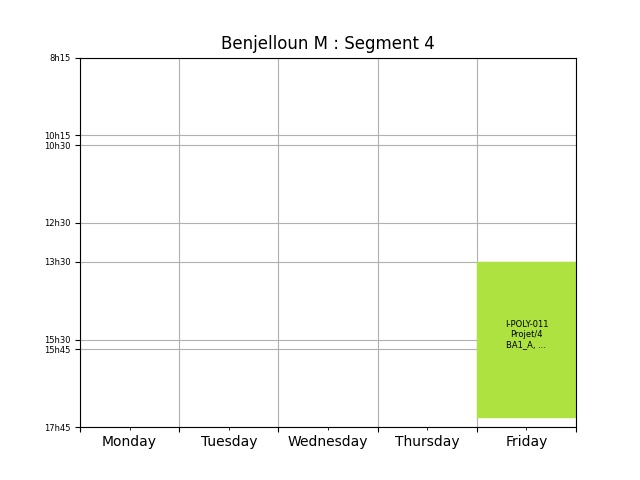 Benjelloun M : Segment 4
8h15
10h15
10h30
12h30
13h30
I-POLY-011
Projet/4
BA1_A, ...
15h30
15h45
17h45
Monday Tuesday Wednesday Thursday Friday